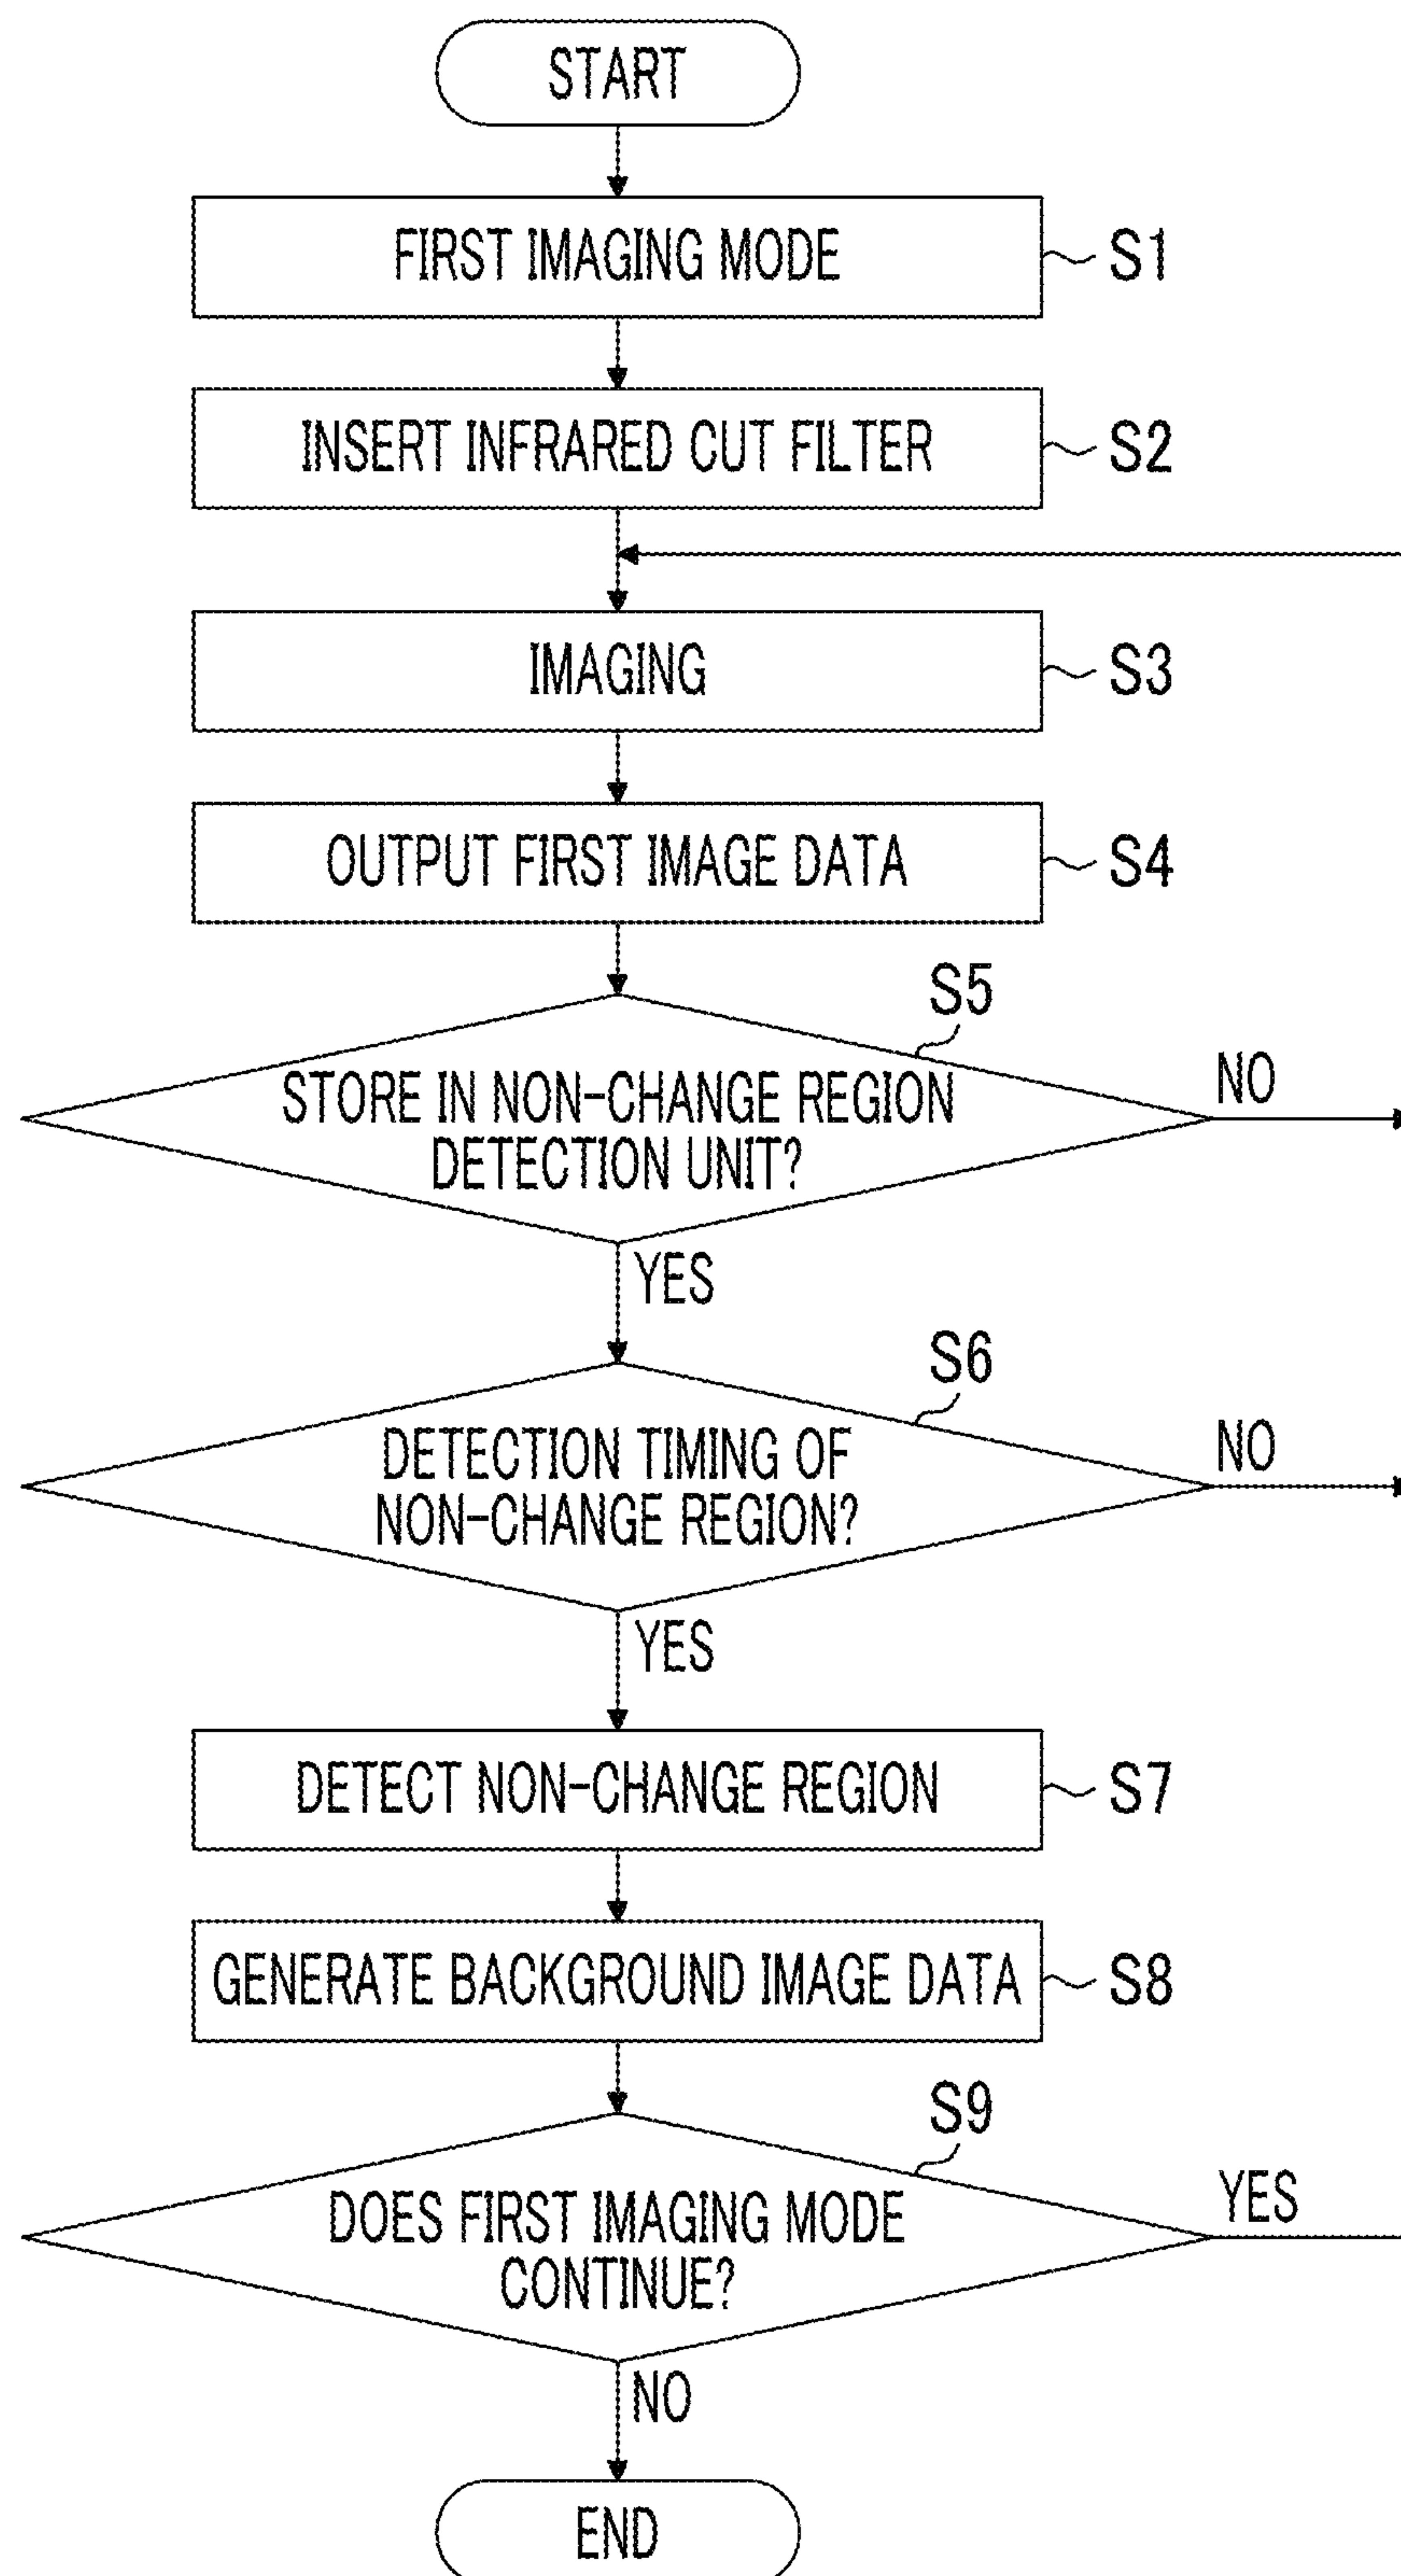 START
FIRST IMAGING MODE
S1
INSERT INFRARED CUT FILTER
S2
IMAGING
S3
OUTPUT FIRST IMAGE DATA
S4
S5
STORE IN NON-CHANGE REGION
DETECTION UNIT?
NO
YES
S6
DETECTION TIMING OF
NON-CHANGE REGION?
NO
YES
DETECT NON-CHANGE REGION
S7
GENERATE BACKGROUND IMAGE DATA
S8
S9
DOES FIRST IMAGING MODE
CONTINUE?
YES
NO
END